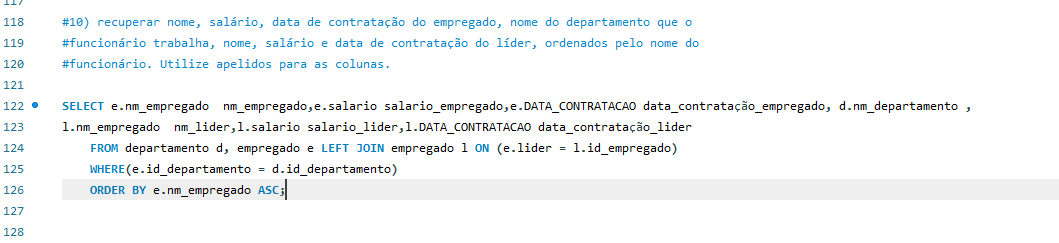 117
118 #10) recuperar nome, salário, data de contratação do empregado, nome do departamento que o
119 #funcionário trabalha, nome, salário e data de contratação do líder, ordenados pelo nome do
120 #funcionário. Utilize apelidos para as colunas.
121
122 SELECT e.nm_empregado  nm_empregado,e.salario salario_empregado,e.DATA_CONTRATACAO data_contratação_empregado, d.nm_departamento ,
123 l.nm_empregado  nm_lider,l.salario salario_lider,l.DATA_CONTRATACAO data_contratação_lider
124 FROM departamento d, empregado e LEFT JOIN empregado l ON (e.lider = l.id_empregado)
125 WHERE(e.id_departamento = d.id_departamento)
126 ORDER BY e.nm_empregado ASC;
127
128